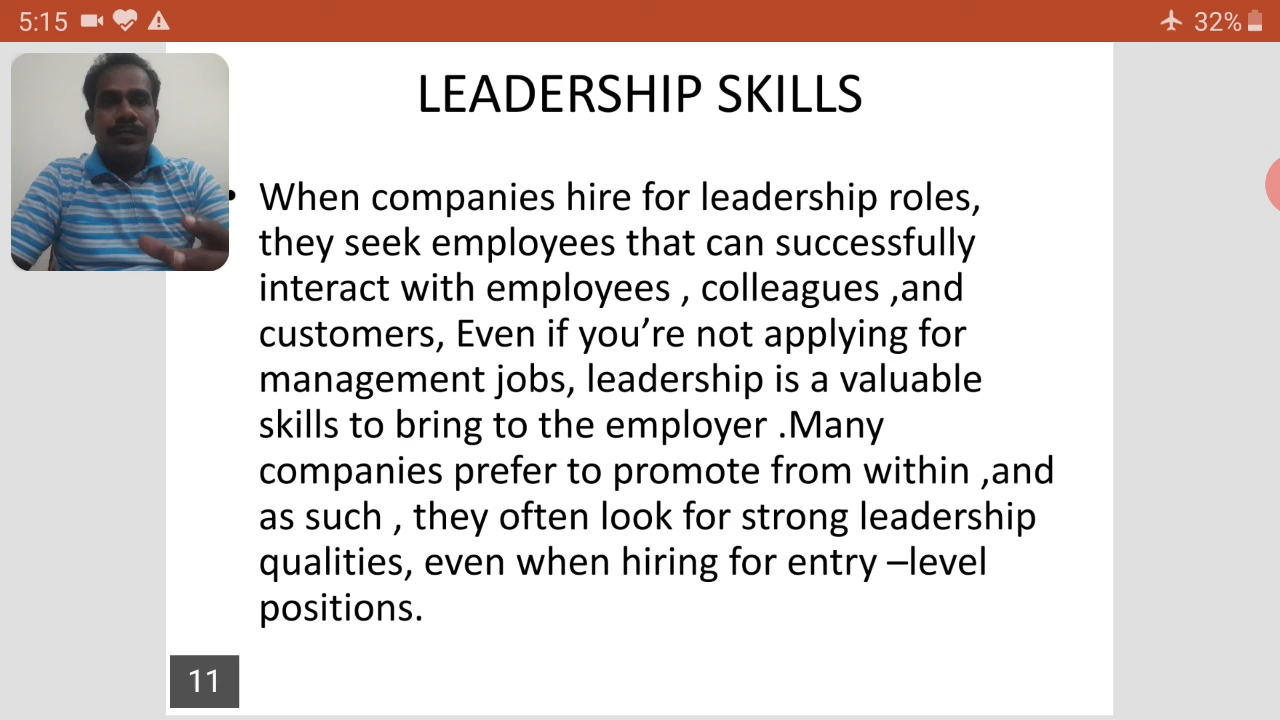 5:15 32%
LEADERSHIP SKILLS
• When companies hire for leadership roles,
they seek employees that can successfully
interact with employees , colleagues ,and
customers, Even if you’re not applying for
management jobs, leadership is a valuable
skills to bring to the employer .Many
companies prefer to promote from within ,and
as such , they often look for strong leadership
qualities, even when hiring for entry –level
positions.
11